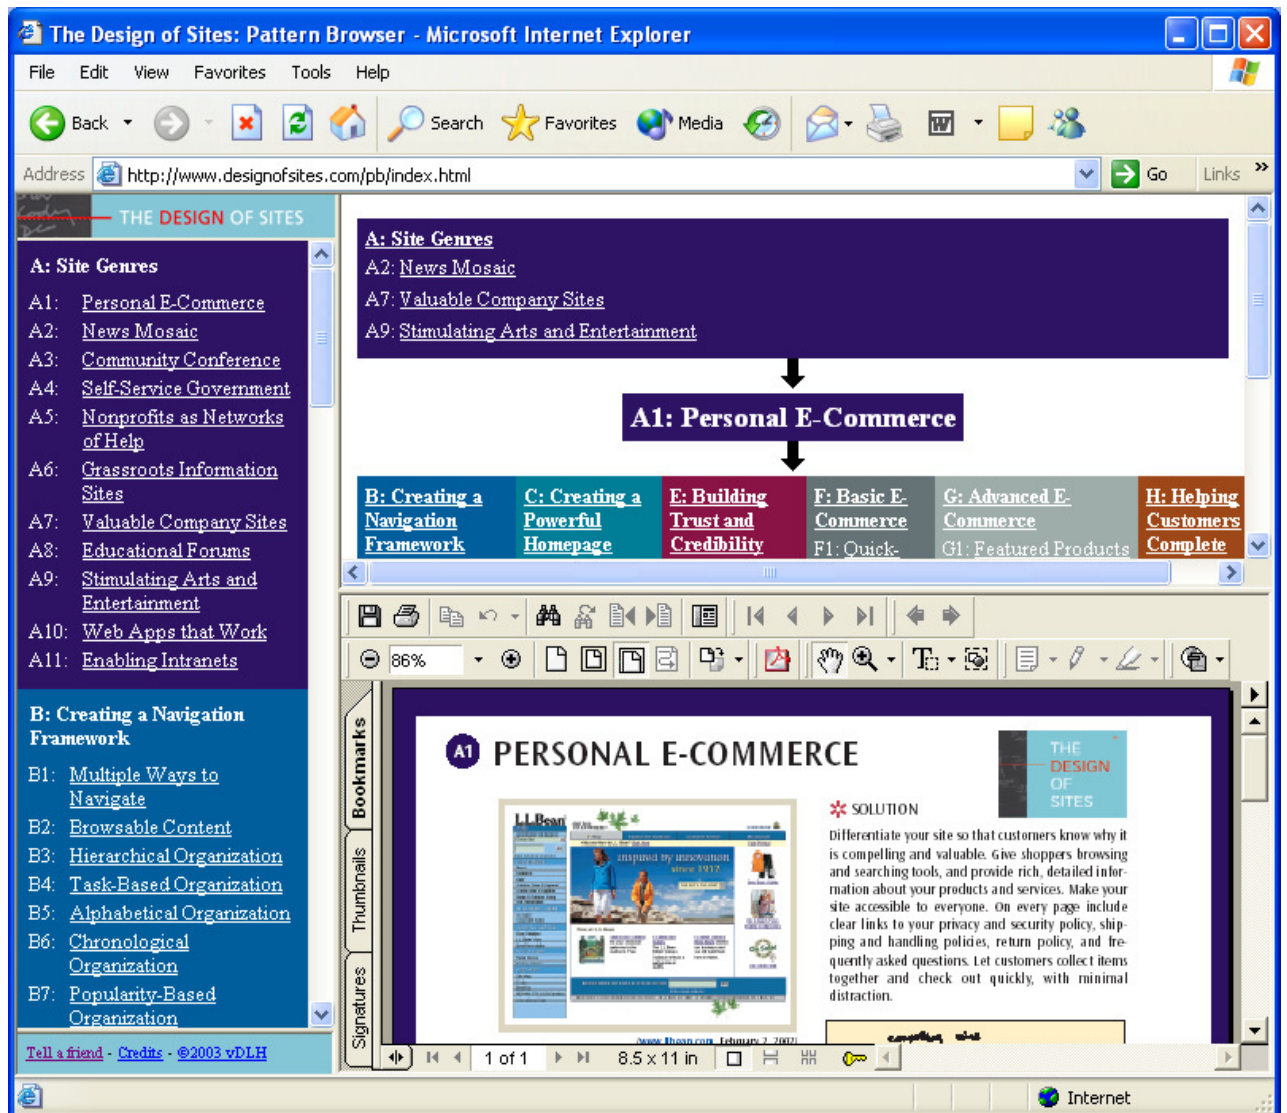 The Design of Sites: Pattern Browser - Microsoft Internet Explorer
File Edit View Favorites Tools Help
Back Search Favorites Media
Address http://www.designofsites.com/pb/index.html Go Links »
THE DESIGN OF SITES
A: Site Genres
A1: Personal E-Commerce
A2: News Mosaic
A3: Community Conference
A4: Self-Service Government
A5: Nonprofits as Networks
of Help
A6: Grassroots Information
Sites
A7: Valuable Company Sites
A8: Educational Forums
A9: Stimulating Arts and
Entertainment
A10: Web Apps that Work
A11: Enabling Intranets
B: Creating a Navigation
Framework
B1: Multiple Ways to
Navigate
B2: Browsable Content
B3: Hierarchical Organization
B4: Task-Based Organization
B5: Alphabetical Organization
B6: Chronological
Organization
B7: Popularity-Based
Organization
Tell a friend - Credits - ©2003 vDLH
A: Site Genres
A2: News Mosaic
A7: Valuable Company Sites
A9: Stimulating Arts and Entertainment
A1: Personal E-Commerce
B: Creating a
Navigation
Framework
C: Creating a
Powerful
Homepage
E: Building
Trust and
Credibility
F: Basic E-
Commerce
F1: Quick-
G: Advanced E-
Commerce
G1: Featured Products
H: Helping
Customers
Complete
86%
Bookmarks
Thumbnails
Signatures
A1 PERSONAL E-COMMERCE
THE
DESIGN
OF
SITES
L.L.Bean
inspired by innovation
since 1912
(www.llbean.com, February 2, 2002)
SOLUTION
Differentiate your site so that customers know why it
is compelling and valuable. Give shoppers browsing
and searching tools, and provide rich, detailed infor-
mation about your products and services. Make your
site accessible to everyone. On every page include
clear links to your privacy and security policy, ship-
ping and handling policies, return policy, and fre-
quently asked questions. Let customers collect items
together and check out quickly, with minimal
distraction.
1 of 1 8.5 x 11 in
Internet